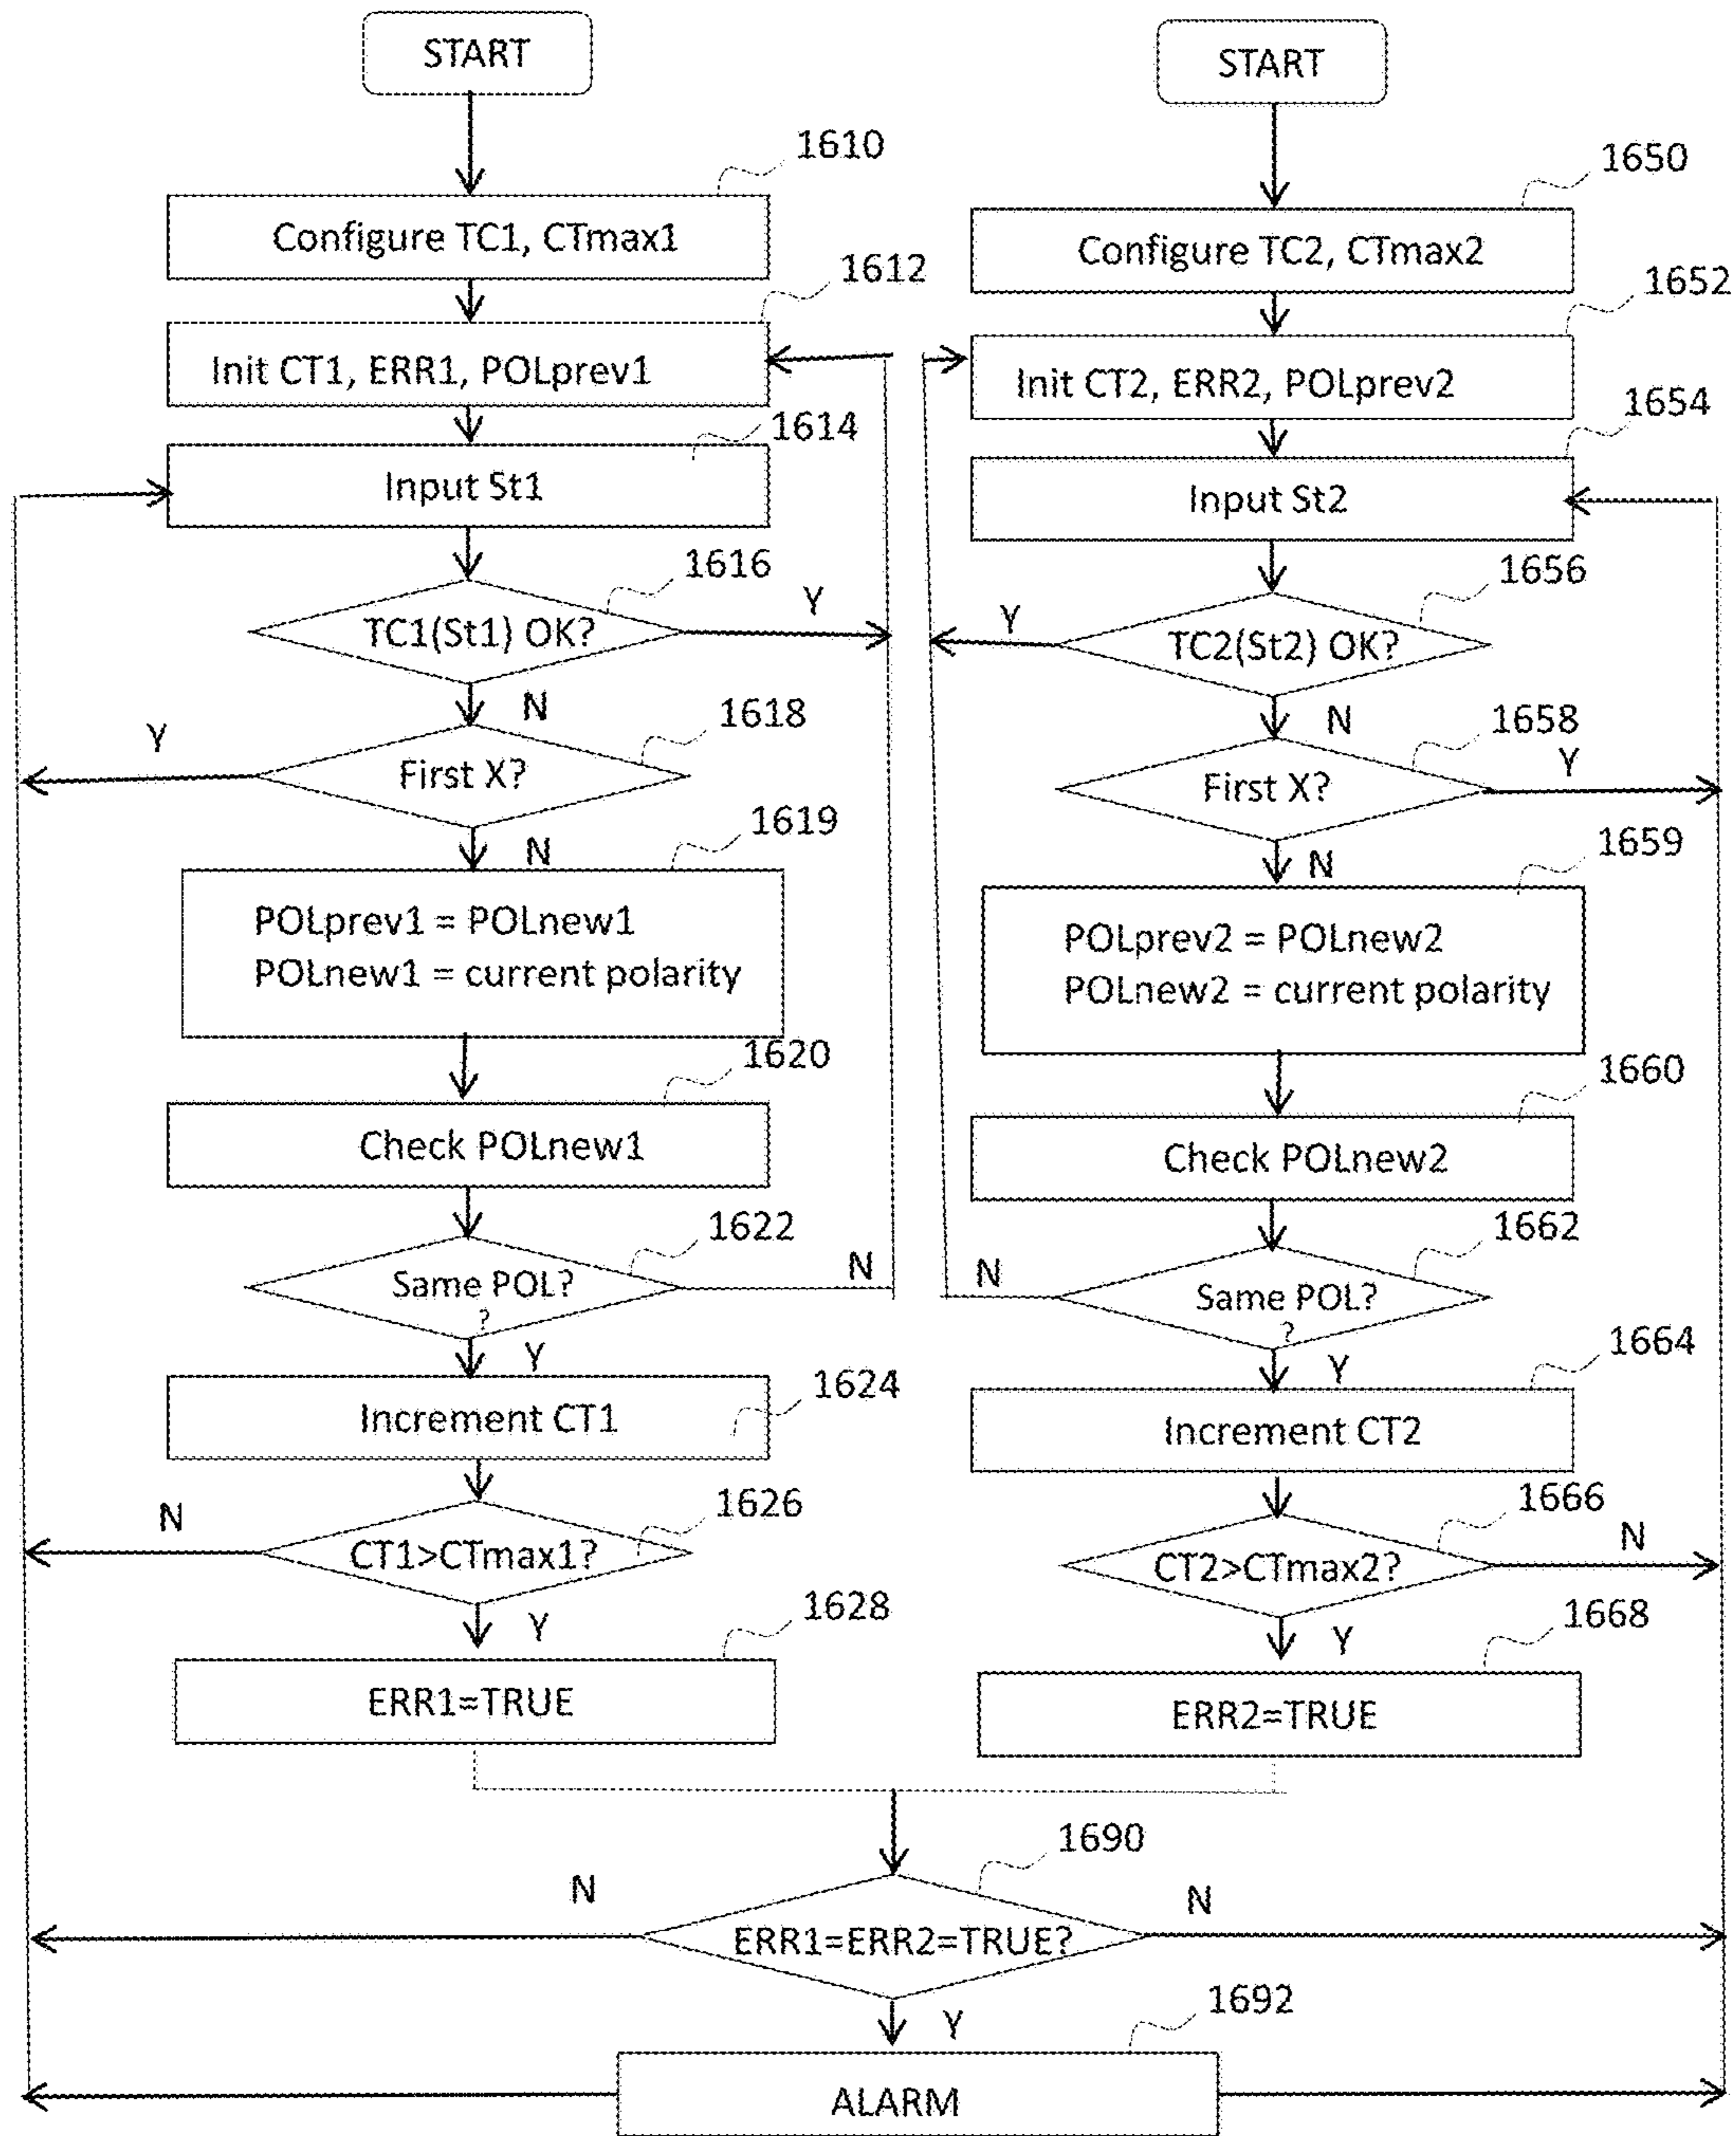 START
1610
Configure TC1, CTmax1
1612
Init CT1, ERR1, POLprev1
1614
Input St1
1616
TC1(St1) OK?
Y
N
1618
First X?
Y
N
1619
POLprev1 = POLnew1
POLnew1 = current polarity
1620
Check POLnew1
1622
Same POL?
?
N
Y
1624
Increment CT1
1626
CT1>CTmax1?
N
Y
1628
ERR1=TRUE
START
1650
Configure TC2, CTmax2
1652
Init CT2, ERR2, POLprev2
1654
Input St2
1656
TC2(St2) OK?
Y
N
1658
First X?
Y
N
1659
POLprev2 = POLnew2
POLnew2 = current polarity
1660
Check POLnew2
1662
Same POL?
?
N
Y
1664
Increment CT2
1666
CT2>CTmax2?
N
Y
1668
ERR2=TRUE
1690
N
ERR1=ERR2=TRUE?
N
Y
1692
ALARM